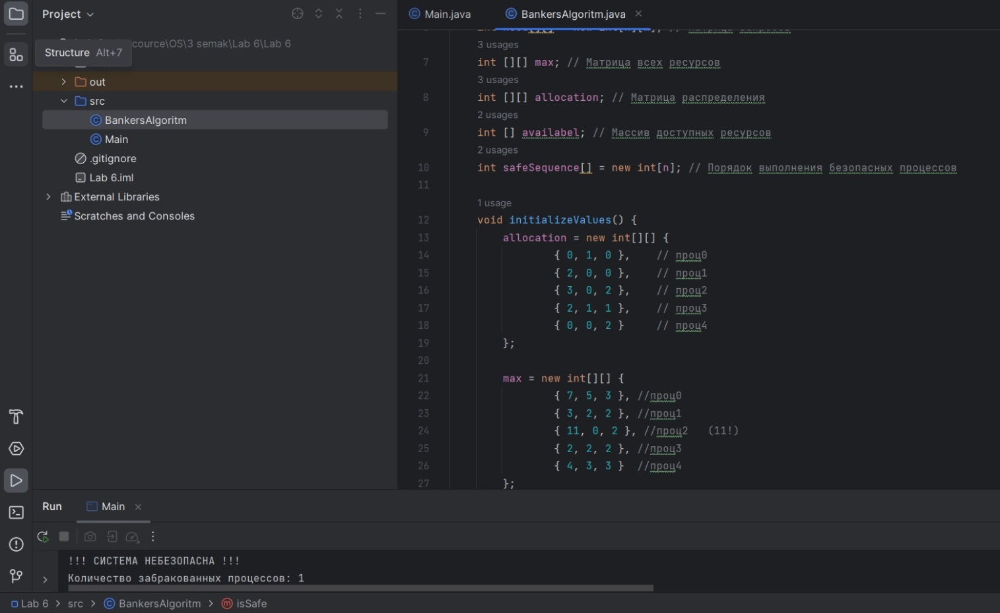 Project
Main.java
BankersAlgoritm.java
Structure Alt+7
cource\OS\3 semak\Lab 6\Lab 6
out
src
BankersAlgoritm
Main
.gitignore
Lab 6.iml
External Libraries
Scratches and Consoles
3 usages
7 int [][] max; // Матрица всех ресурсов
3 usages
8 int [][] allocation; // Матрица распределения
2 usages
9 int [] availabel; // Массив доступных ресурсов
2 usages
10 int safeSequence[] = new int[n]; // Порядок выполнения безопасных процессов
11
1 usage
12 void initializeValues() {
13 allocation = new int[][] {
14 { 0, 1, 0 }, // проц0
15 { 2, 0, 0 }, // проц1
16 { 3, 0, 2 }, // проц2
17 { 2, 1, 1 }, // проц3
18 { 0, 0, 2 } // проц4
19 };
20
21 max = new int[][] {
22 { 7, 5, 3 }, //проц0
23 { 3, 2, 2 }, //проц1
24 { 11, 0, 2 }, //проц2 (11!)
25 { 2, 2, 2 }, //проц3
26 { 4, 3, 3 } //проц4
27 };
Run
Main
!!! СИСТЕМА НЕБЕЗОПАСНА !!!
Количество забракованных процессов: 1
Lab 6 > src > BankersAlgoritm > isSafe